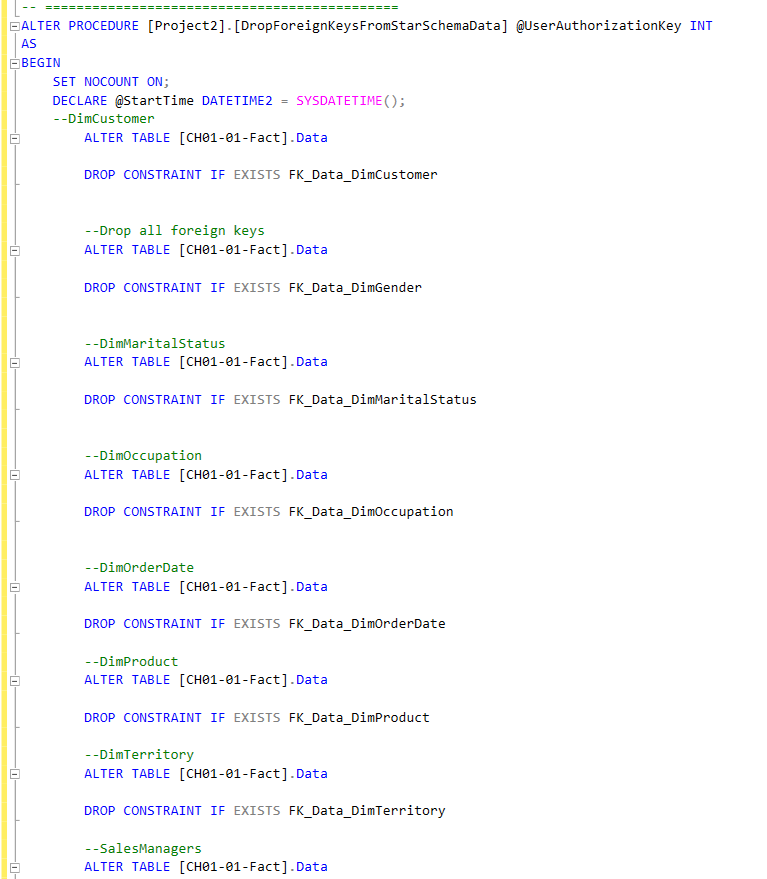 -- =============================================
ALTER PROCEDURE [Project2].[DropForeignKeysFromStarSchemaData] @UserAuthorizationKey INT
AS
BEGIN
    SET NOCOUNT ON;
    DECLARE @StartTime DATETIME2 = SYSDATETIME();
    --DimCustomer
        ALTER TABLE [CH01-01-Fact].Data
        DROP CONSTRAINT IF EXISTS FK_Data_DimCustomer
        --Drop all foreign keys
        ALTER TABLE [CH01-01-Fact].Data
        DROP CONSTRAINT IF EXISTS FK_Data_DimGender
        --DimMaritalStatus
        ALTER TABLE [CH01-01-Fact].Data
        DROP CONSTRAINT IF EXISTS FK_Data_DimMaritalStatus
        --DimOccupation
        ALTER TABLE [CH01-01-Fact].Data
        DROP CONSTRAINT IF EXISTS FK_Data_DimOccupation
        --DimOrderDate
        ALTER TABLE [CH01-01-Fact].Data
        DROP CONSTRAINT IF EXISTS FK_Data_DimOrderDate
        --DimProduct
        ALTER TABLE [CH01-01-Fact].Data
        DROP CONSTRAINT IF EXISTS FK_Data_DimProduct
        --DimTerritory
        ALTER TABLE [CH01-01-Fact].Data
        DROP CONSTRAINT IF EXISTS FK_Data_DimTerritory
        --SalesManagers
        ALTER TABLE [CH01-01-Fact].Data